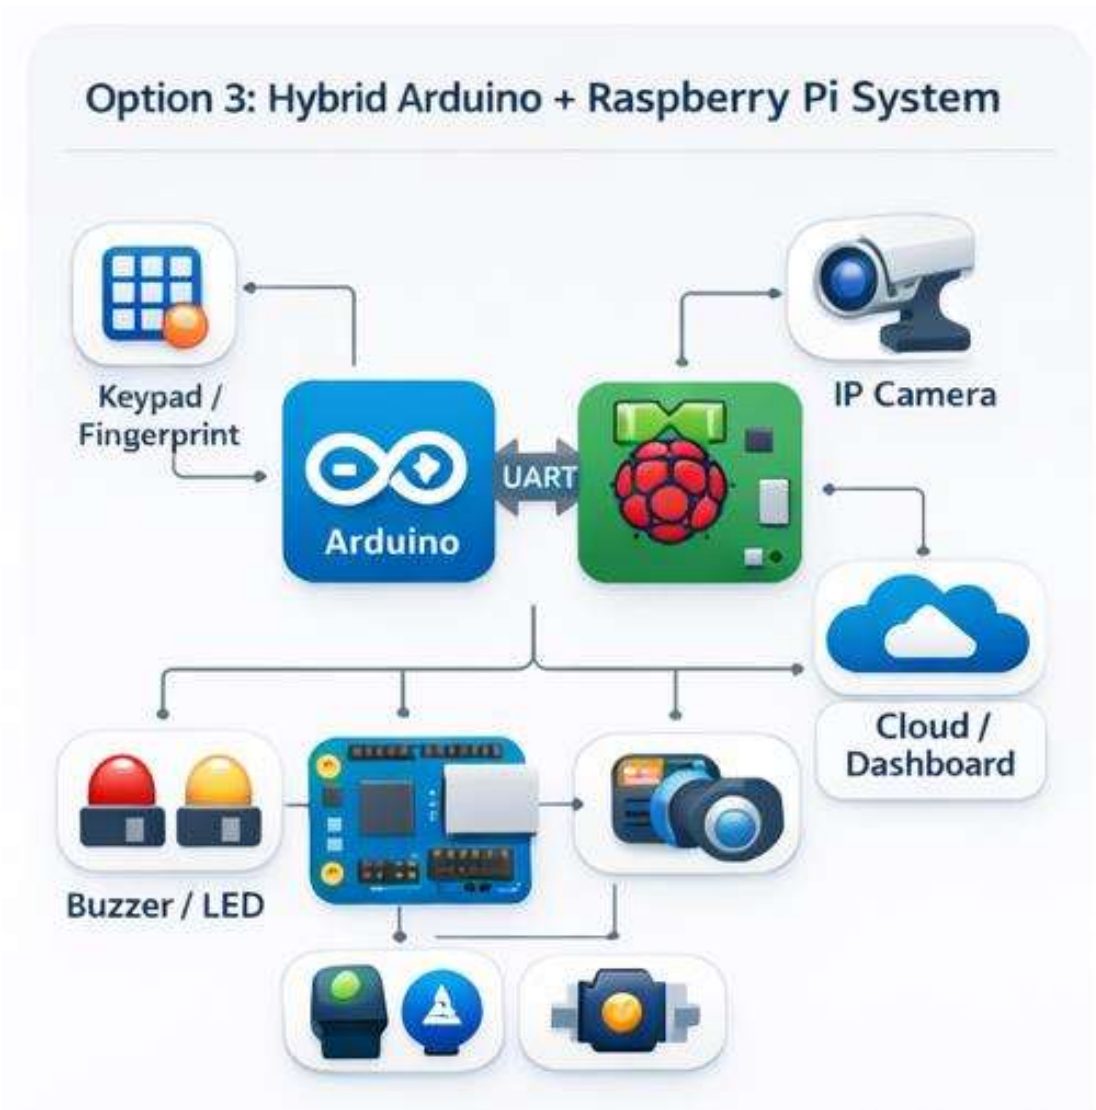 Option 3: Hybrid Arduino + Raspberry Pi System
Keypad /
Fingerprint
IP Camera
UART
Arduino
Cloud /
Dashboard
Buzzer / LED